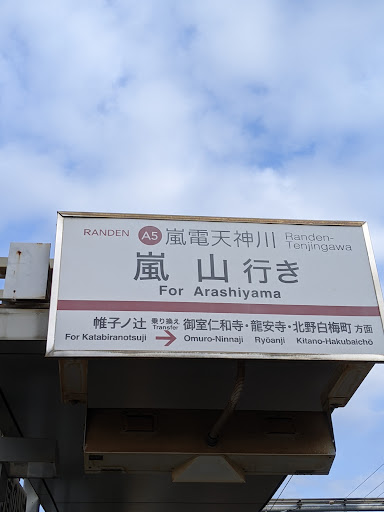 RANDEN A5 嵐電天神川 Randen-Tenjingawa
嵐山行き
For Arashiyama
帷子ノ辻 乗り換え 御室仁和寺・龍安寺・北野白梅町 方面
For Katabiranotsuji Transfer → Omuro-Ninnaji Ryōanji Kitano-Hakubaichō